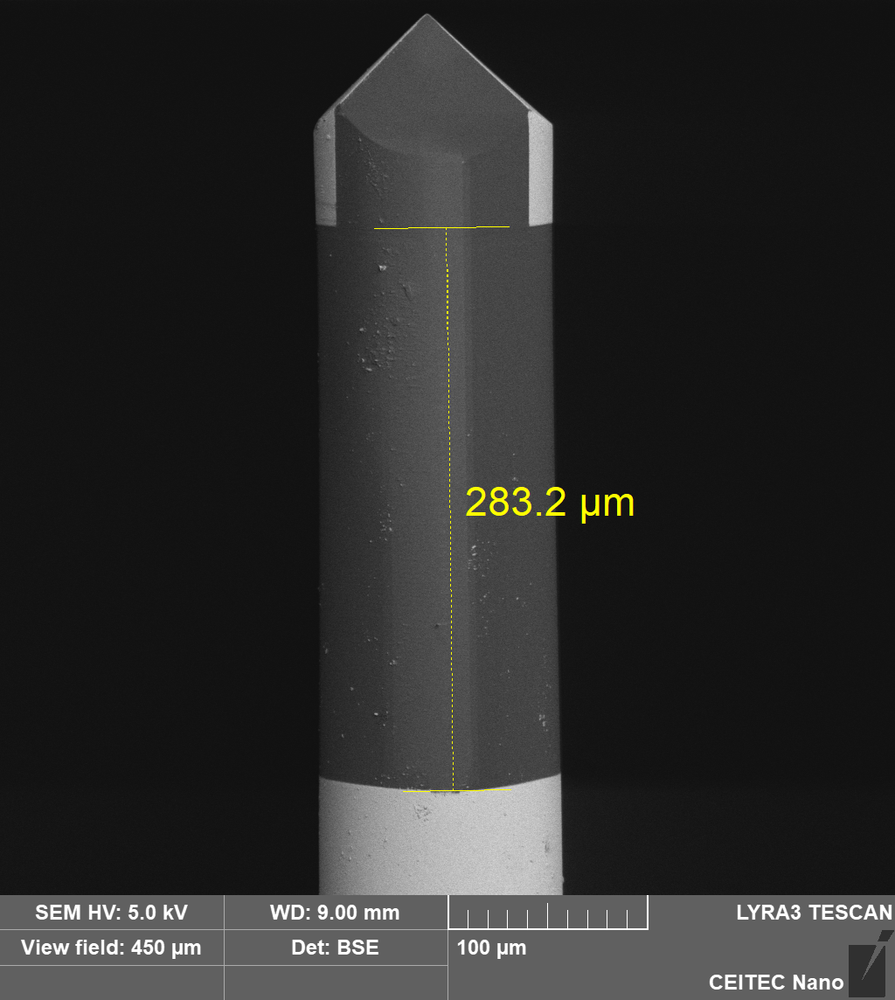 283.2 µm
SEM HV: 5.0 kV
WD: 9.00 mm
LYRA3 TESCAN
View field: 450 µm
Det: BSE
100 µm
CEITEC Nano